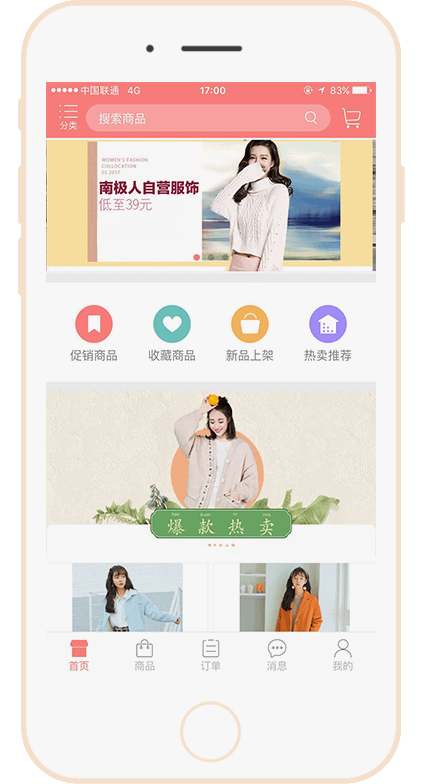 中国联通 4G
17:00
83%
分类
搜索商品
WOMEN'S FASHION
COLLOCATION
SS 2017
南极人自营服饰
低至39元
促销商品
收藏商品
新品上架
热卖推荐
爆款热卖
首页
商品
订单
消息
我的